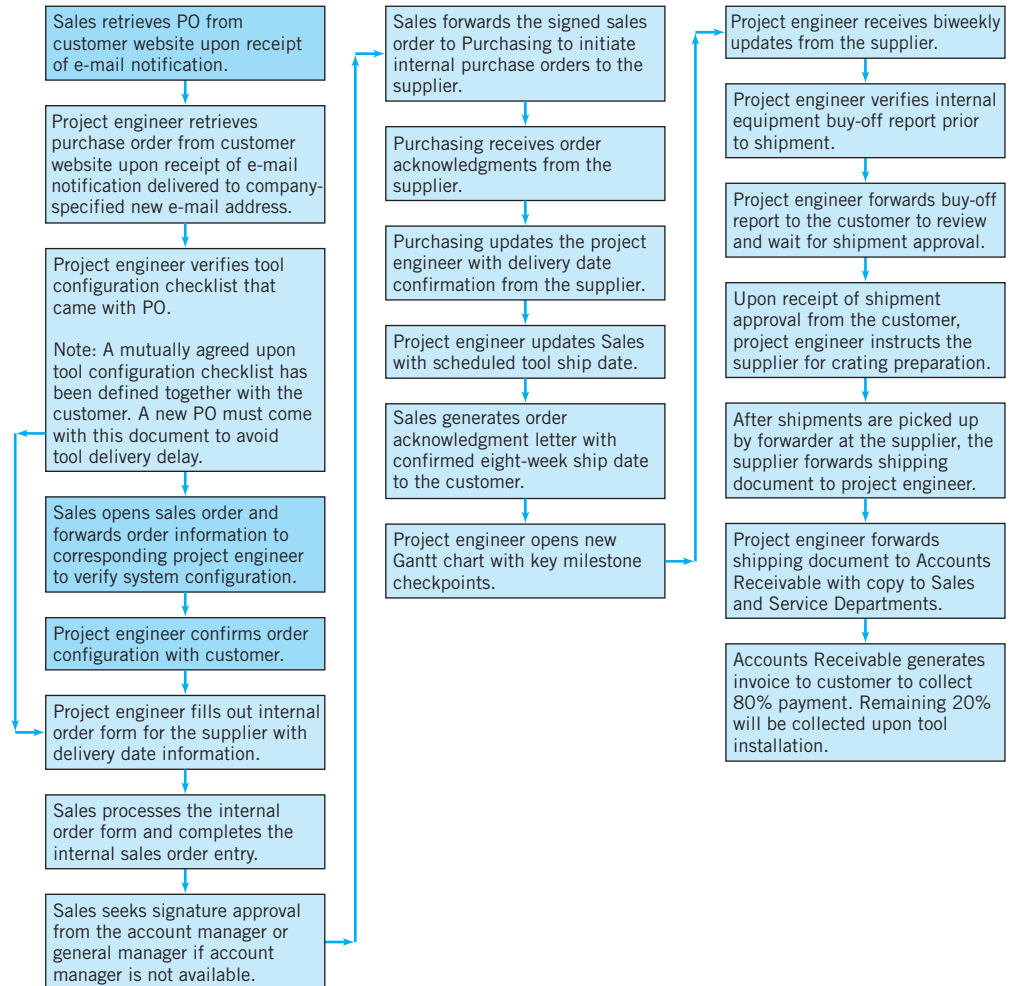 Sales retrieves PO from
customer website upon receipt
of e-mail notification.
Project engineer retrieves
purchase order from customer
website upon receipt of e-mail
notification delivered to company-
specified new e-mail address.
Project engineer verifies tool
configuration checklist that
came with PO.
Note: A mutually agreed upon
tool configuration checklist has
been defined together with the
customer. A new PO must come
with this document to avoid
tool delivery delay.
Sales opens sales order and
forwards order information to
corresponding project engineer
to verify system configuration.
Project engineer confirms order
configuration with customer.
Project engineer fills out internal
order form for the supplier with
delivery date information.
Sales processes the internal
order form and completes the
internal sales order entry.
Sales seeks signature approval
from the account manager or
general manager if account
manager is not available.
Sales forwards the signed sales
order to Purchasing to initiate
internal purchase orders to the
supplier.
Purchasing receives order
acknowledgments from the
supplier.
Purchasing updates the project
engineer with delivery date
confirmation from the supplier.
Project engineer updates Sales
with scheduled tool ship date.
Sales generates order
acknowledgment letter with
confirmed eight-week ship date
to the customer.
Project engineer opens new
Gantt chart with key milestone
checkpoints.
Project engineer receives biweekly
updates from the supplier.
Project engineer verifies internal
equipment buy-off report prior
to shipment.
Project engineer forwards buy-off
report to the customer to review
and wait for shipment approval.
Upon receipt of shipment
approval from the customer,
project engineer instructs the
supplier for crating preparation.
After shipments are picked up
by forwarder at the supplier, the
supplier forwards shipping
document to project engineer.
Project engineer forwards
shipping document to Accounts
Receivable with copy to Sales
and Service Departments.
Accounts Receivable generates
invoice to customer to collect
80% payment. Remaining 20%
will be collected upon tool
installation.